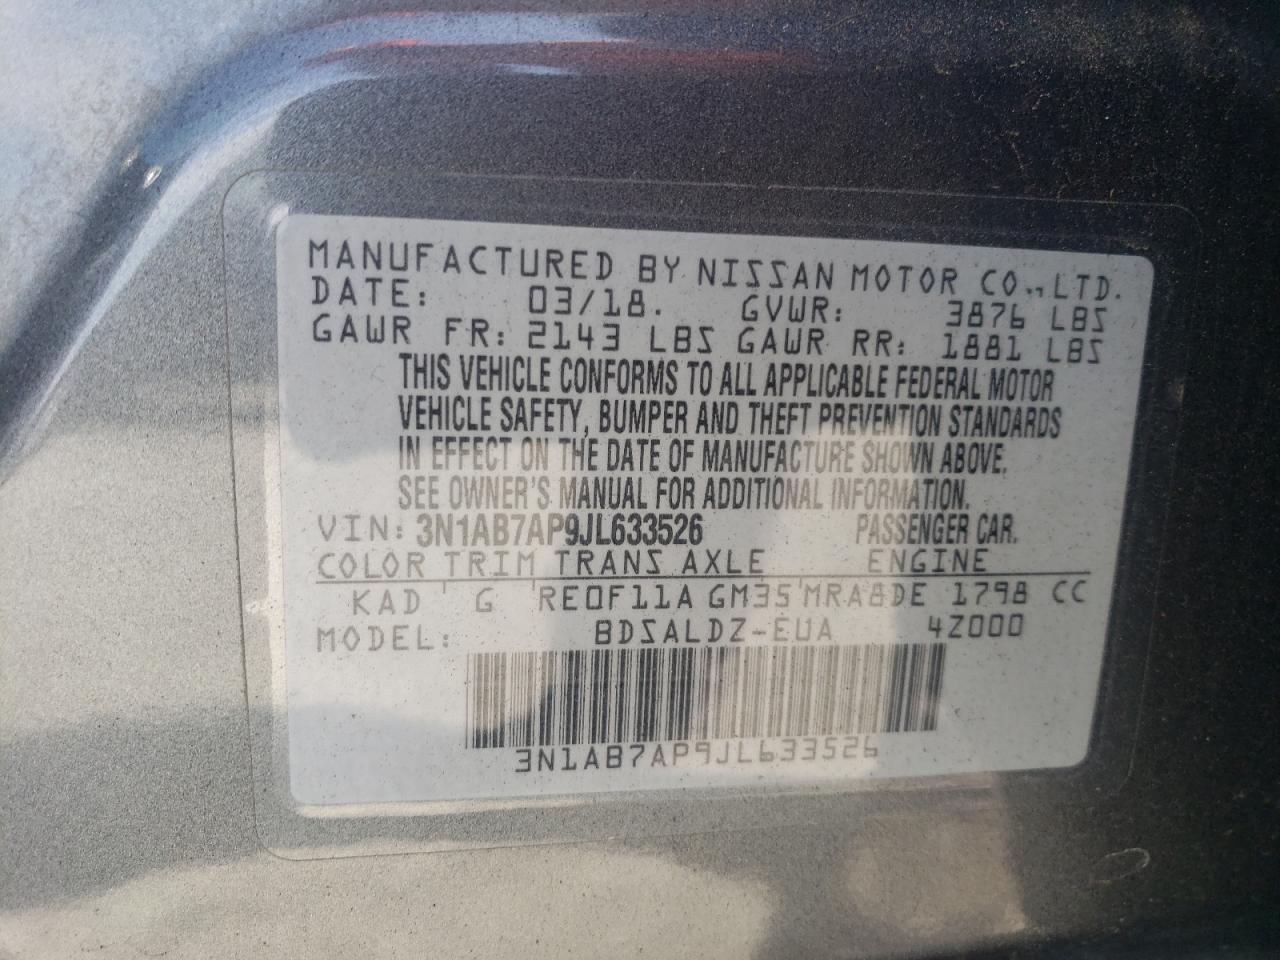 MANUFACTURED BY NISSAN MOTOR CO., LTD.
DATE: 03/18. GVWR: 3876 LBS
GAWR FR: 2143 LBS GAWR RR: 1881 LBS
THIS VEHICLE CONFORMS TO ALL APPLICABLE FEDERAL MOTOR
VEHICLE SAFETY, BUMPER AND THEFT PREVENTION STANDARDS
IN EFFECT ON THE DATE OF MANUFACTURE SHOWN ABOVE.
SEE OWNER'S MANUAL FOR ADDITIONAL INFORMATION.
VIN: 3N1AB7AP9JL633526 PASSENGER CAR.
COLOR TRIM TRANS AXLE ENGINE
KAD G RE0F11A GM35 MRA8DE 1798 CC
MODEL: BDSALDZ-EUA 4Z000
3N1AB7AP9JL633526